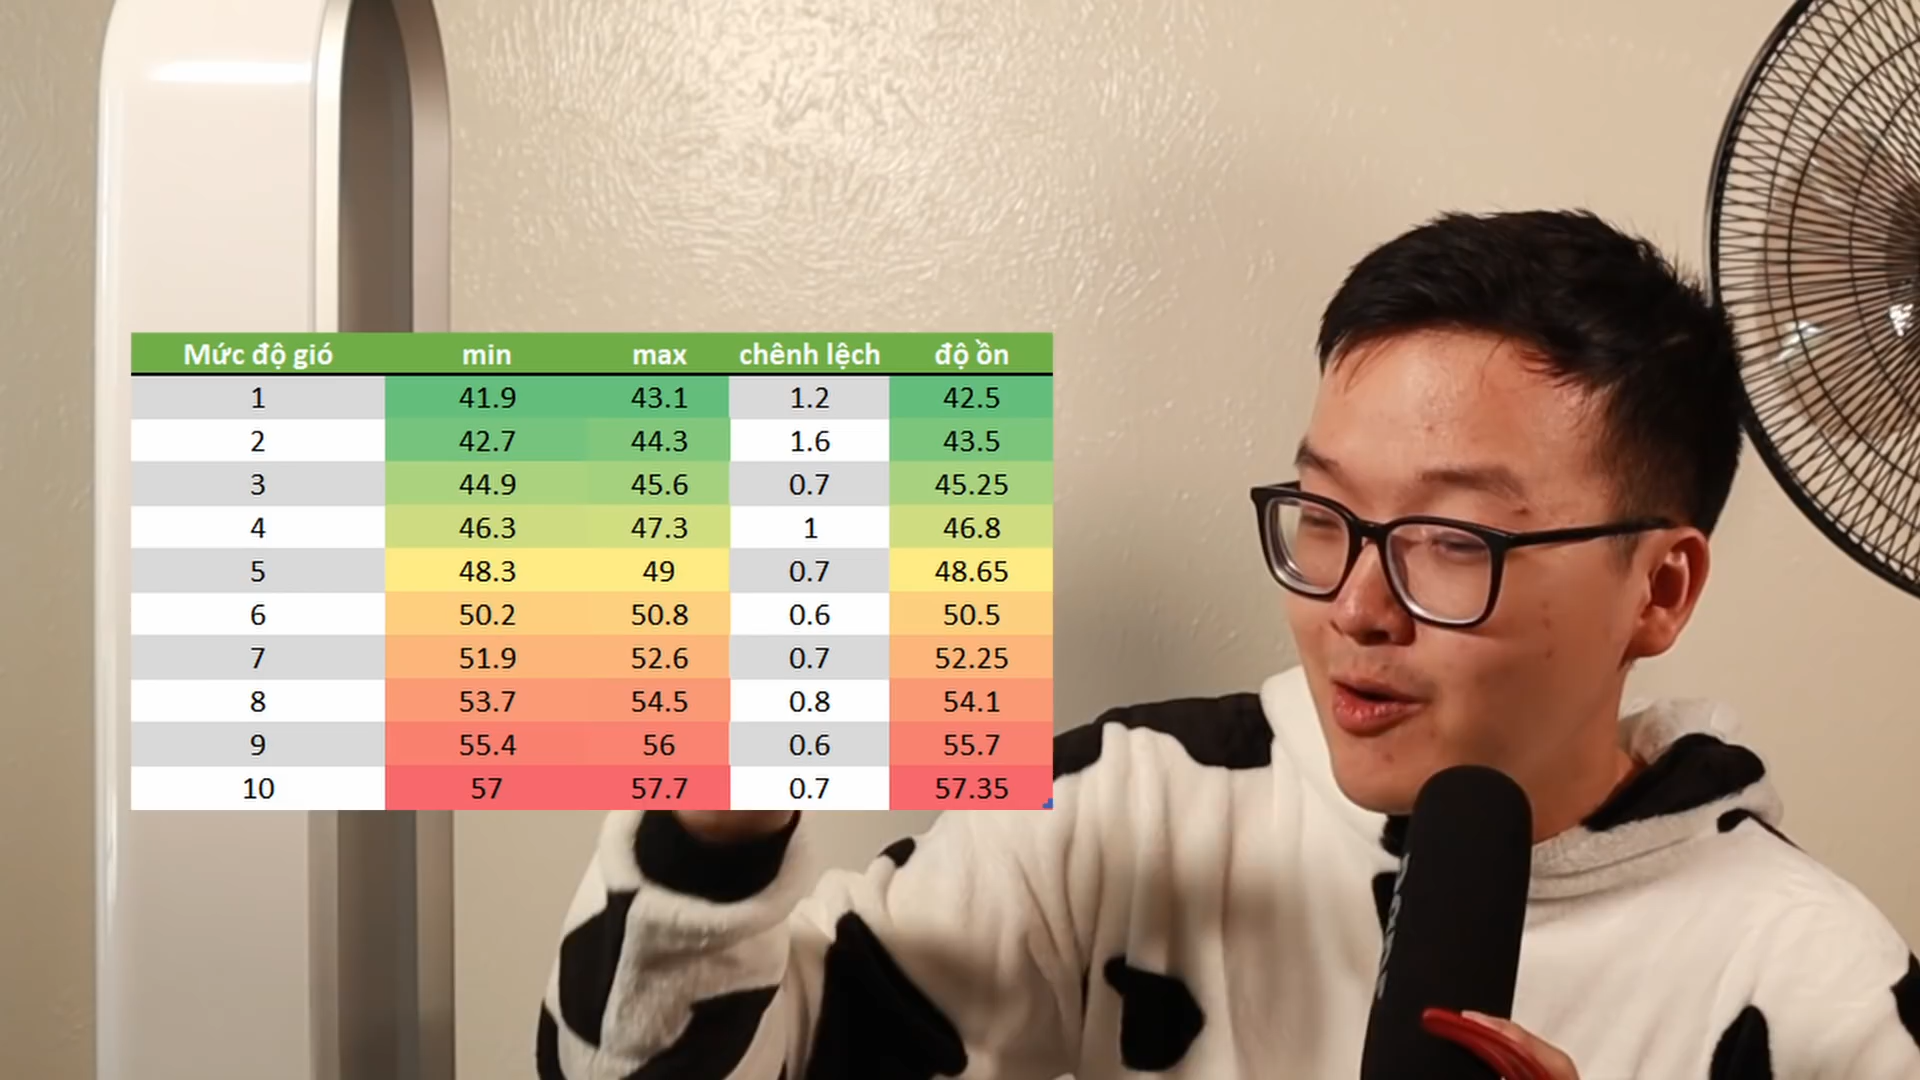 Mức độ gió min max chênh lệch độ ồn
1 41.9 43.1 1.2 42.5
2 42.7 44.3 1.6 43.5
3 44.9 45.6 0.7 45.25
4 46.3 47.3 1 46.8
5 48.3 49 0.7 48.65
6 50.2 50.8 0.6 50.5
7 51.9 52.6 0.7 52.25
8 53.7 54.5 0.8 54.1
9 55.4 56 0.6 55.7
10 57 57.7 0.7 57.35